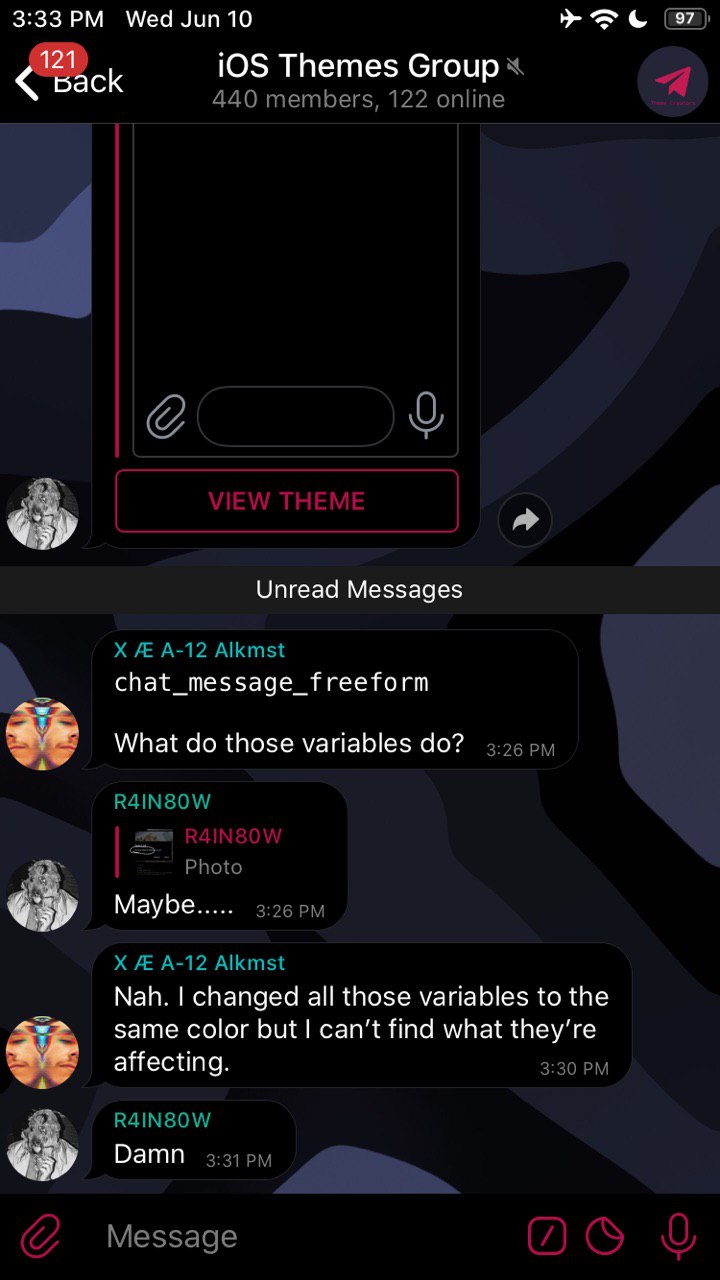 3:33 PM Wed Jun 10 97
121
Back
iOS Themes Group
440 members, 122 online
VIEW THEME
Unread Messages
X Æ A-12 Alkmst
chat_message_freeform
What do those variables do? 3:26 PM
R4IN80W
R4IN80W
Photo
Maybe..... 3:26 PM
X Æ A-12 Alkmst
Nah. I changed all those variables to the
same color but I can’t find what they’re
affecting. 3:30 PM
R4IN80W
Damn 3:31 PM
Message